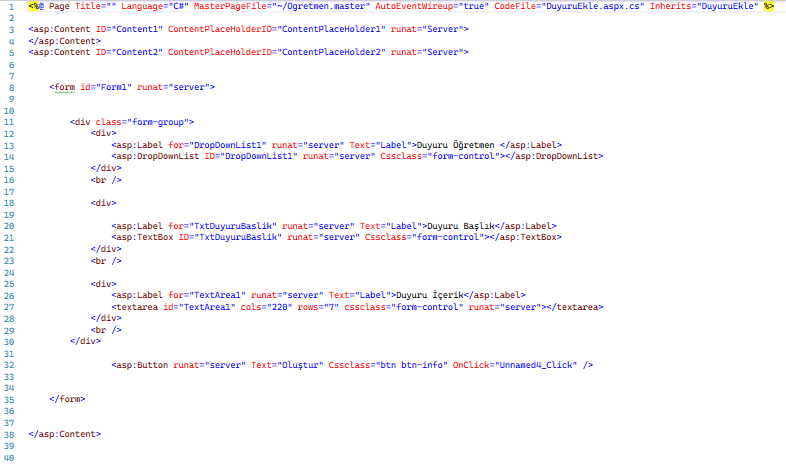 1 <%@ Page Title="" Language="C#" MasterPageFile="~/Ogretmen.master" AutoEventWireup="true" CodeFile="DuyuruEkle.aspx.cs" Inherits="DuyuruEkle" %>
2
3 <asp:Content ID="Content1" ContentPlaceHolderID="ContentPlaceHolder1" runat="Server">
4 </asp:Content>
5 <asp:Content ID="Content2" ContentPlaceHolderID="ContentPlaceHolder2" runat="Server">
6
7
8 <form id="Form1" runat="server">
9
10
11 <div class="form-group">
12 <div>
13 <asp:Label for="DropDownList1" runat="server" Text="Label">Duyuru Öğretmen </asp:Label>
14 <asp:DropDownList ID="DropDownList1" runat="server" Cssclass="form-control"></asp:DropDownList>
15 </div>
16 <br />
17
18 <div>
19
20 <asp:Label for="TxtDuyuruBaslik" runat="server" Text="Label">Duyuru Başlık</asp:Label>
21 <asp:TextBox ID="TxtDuyuruBaslik" runat="server" Cssclass="form-control"></asp:TextBox>
22 </div>
23 <br />
24
25 <div>
26 <asp:Label for="TextArea1" runat="server" Text="Label">Duyuru İçerik</asp:Label>
27 <textarea id="TextArea1" cols="220" rows="7" cssclass="form-control" runat="server"></textarea>
28 </div>
29 <br />
30 </div>
31
32 <asp:Button runat="server" Text="Oluştur" Cssclass="btn btn-info" OnClick="Unnamed4_Click" />
33
34
35 </form>
36
37
38 </asp:Content>
39
40